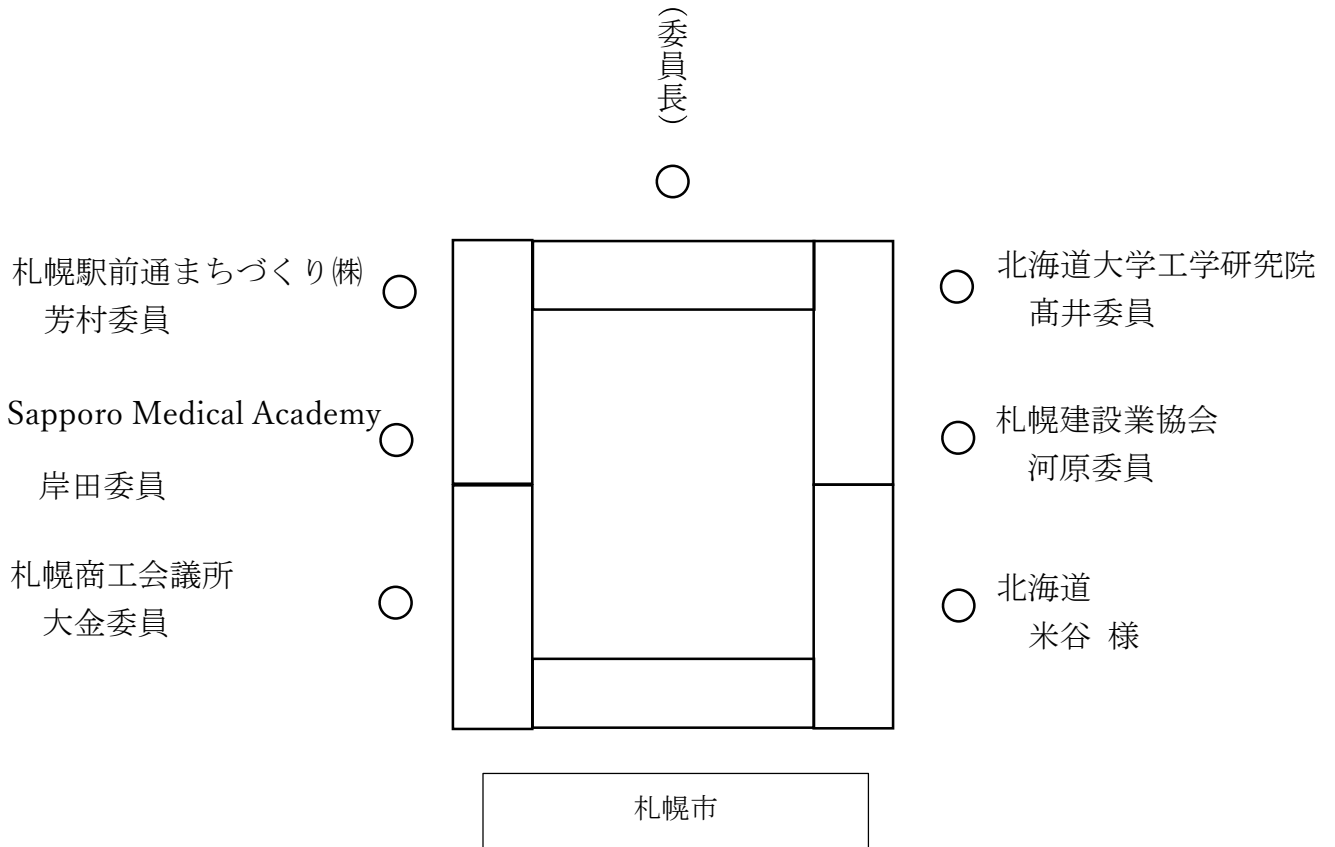 （委員長）
札幌駅前通まちづくり㈱
芳村委員
Sapporo Medical Academy
岸田委員
札幌商工会議所
大金委員
北海道大学工学研究院
髙井委員
札幌建設業協会
河原委員
北海道
米谷 様
札幌市